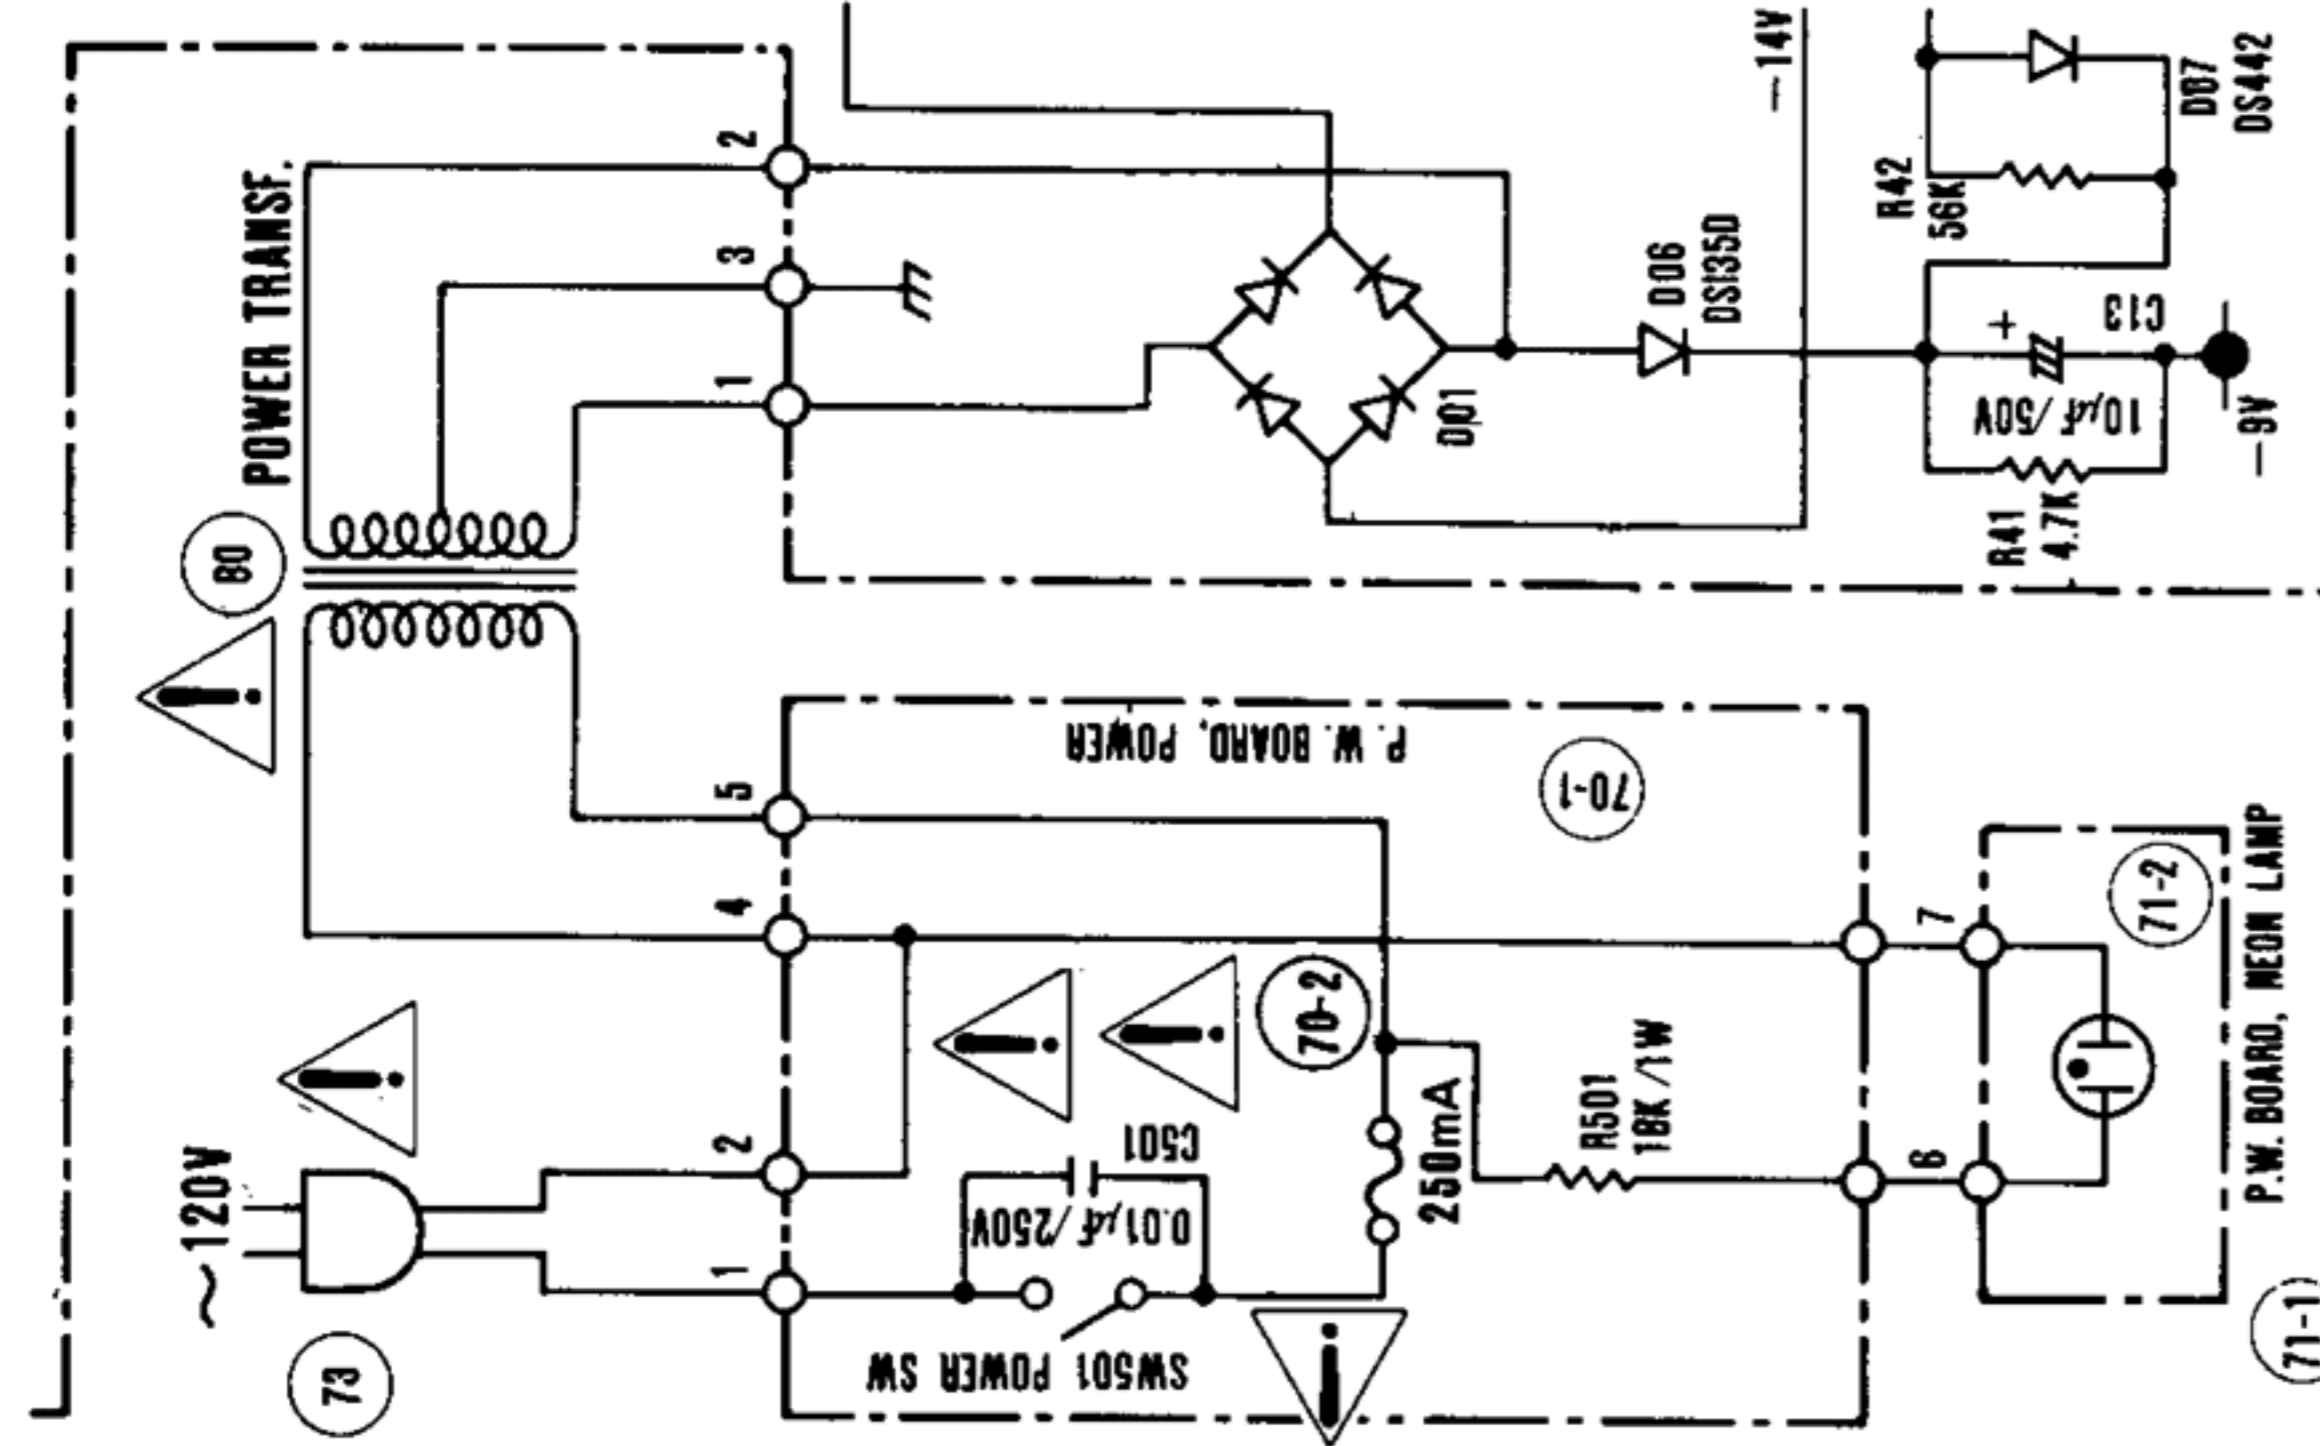 POWER TRANSF.
80
2
3
1
-14V
D01
D06
DS135D
R42
56K
D07
DS442
+
C13
10μF/50V
R41
4.7K
-9V
P.W. BOARD, POWER
70-1
5
4
2
1
~120V
73
C501
0.01μF/250V
SW501 POWER SW
70-2
250mA
R501
18K/1W
7
6
71-2
P.W. BOARD, NEON LAMP
71-1
!
!
!
!
!